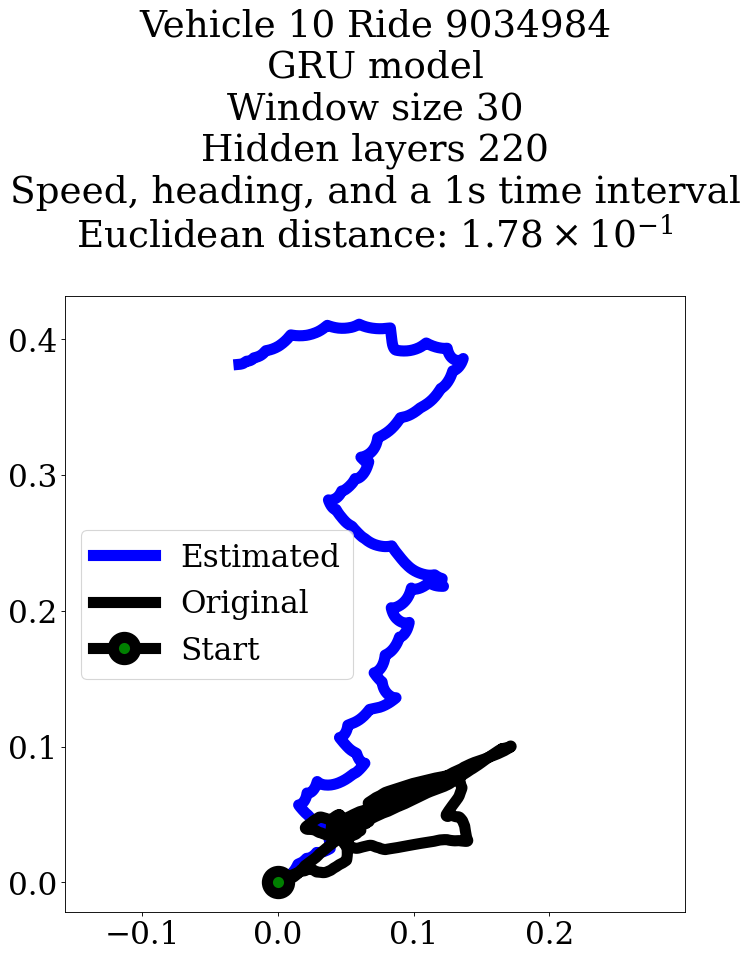 Vehicle 10 Ride 9034984
GRU model
Window size 30
Hidden layers 220
Speed, heading, and a 1s time interval
Euclidean distance: 1.78 × 10⁻¹
0.4
0.3
0.2
0.1
0.0
Estimated
Original
Start
−0.1 0.0 0.1 0.2